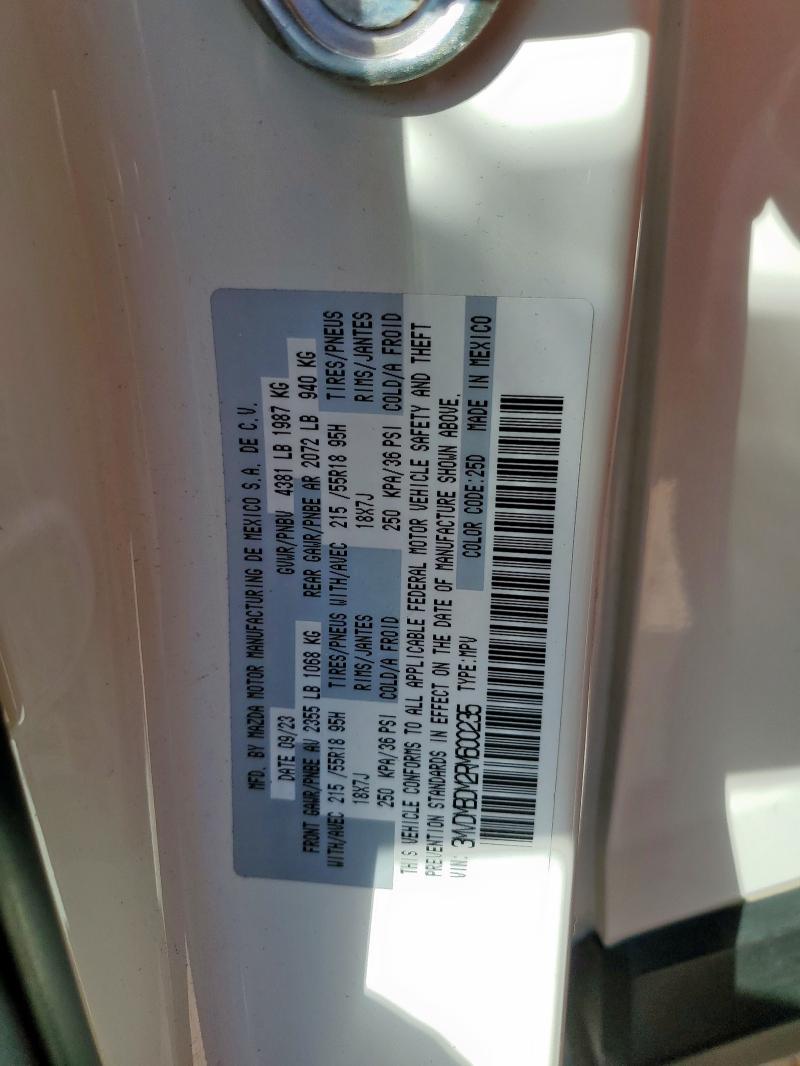 MFD. BY MAZDA MOTOR MANUFACTURING DE MEXICO S.A. DE C.V.
DATE 09/23 GVWR/PNBV 4381 LB 1987 KG
FRONT GAWR/PNBE AV 2355 LB 1068 KG REAR GAWR/PNBE AR 2072 LB 940 KG
WITH/AVEC 215 /55R18 95H TIRES/PNEUS WITH/AVEC 215 /55R18 95H TIRES/PNEUS
18X7J RIMS/JANTES 18X7J RIMS/JANTES
250 KPA/36 PSI COLD/A FROID 250 KPA/36 PSI COLD/A FROID
THIS VEHICLE CONFORMS TO ALL APPLICABLE FEDERAL MOTOR VEHICLE SAFETY AND THEFT
PREVENTION STANDARDS IN EFFECT ON THE DATE OF MANUFACTURE SHOWN ABOVE.
VIN: 3MVDMBDM2RM600235 TYPE:MPV COLOR CODE:25D MADE IN MEXICO